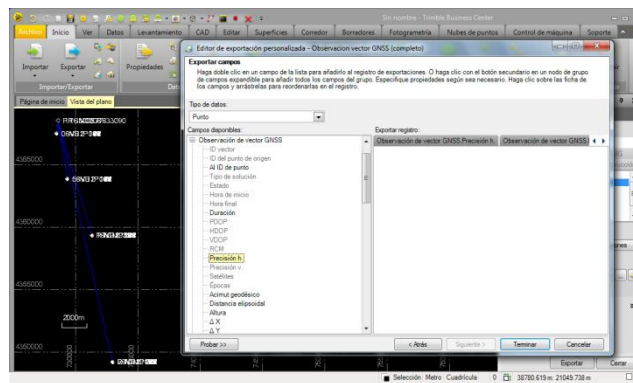 Sin nombre - Trimble Business Center
Archivo Inicio Ver Datos Levantamiento CAD Editar Superficies Corredor Borradores Fotogrametría Nubes de puntos Control de máquina Soporte
Importar Exportar Propiedades
Importar/Exportar
Página de inicio Vista del plano
Editor de exportación personalizada - Observacion vector GNSS (completo)
Exportar campos
Haga doble clic en un campo de la lista para añadirlo al registro de exportaciones. O haga clic con el botón secundario en un nodo de grupo
de campos expandible para añadir todos los campos del grupo. Especifique propiedades según sea necesario. Haga clic sobre las ficha de
los campos y arrástrelas para reordenarlas en el registro.
Tipo de datos:
Punto
Campos disponibles:
Exportar registro:
Observación de vector GNSS
ID vector
ID del punto de origen
Al ID de punto
Tipo de solución
Estado
Hora de inicio
Hora final
Duración
PDOP
HDOP
VDOP
RCM
Precisión h.
Precisión v.
Satélites
Épocas
Acimut geodésico
Distancia elipsoidal
Altura
Δ X
Δ Y
Observación de vector GNSS.Precisión h.
Observación de vector GNSS.
Probar >>
< Atrás
Siguiente >
Terminar
Cancelar
2000m
Exportar
Cerrar
Selección Metro Cuadrícula 0 38780.619 m; 21049.738 m